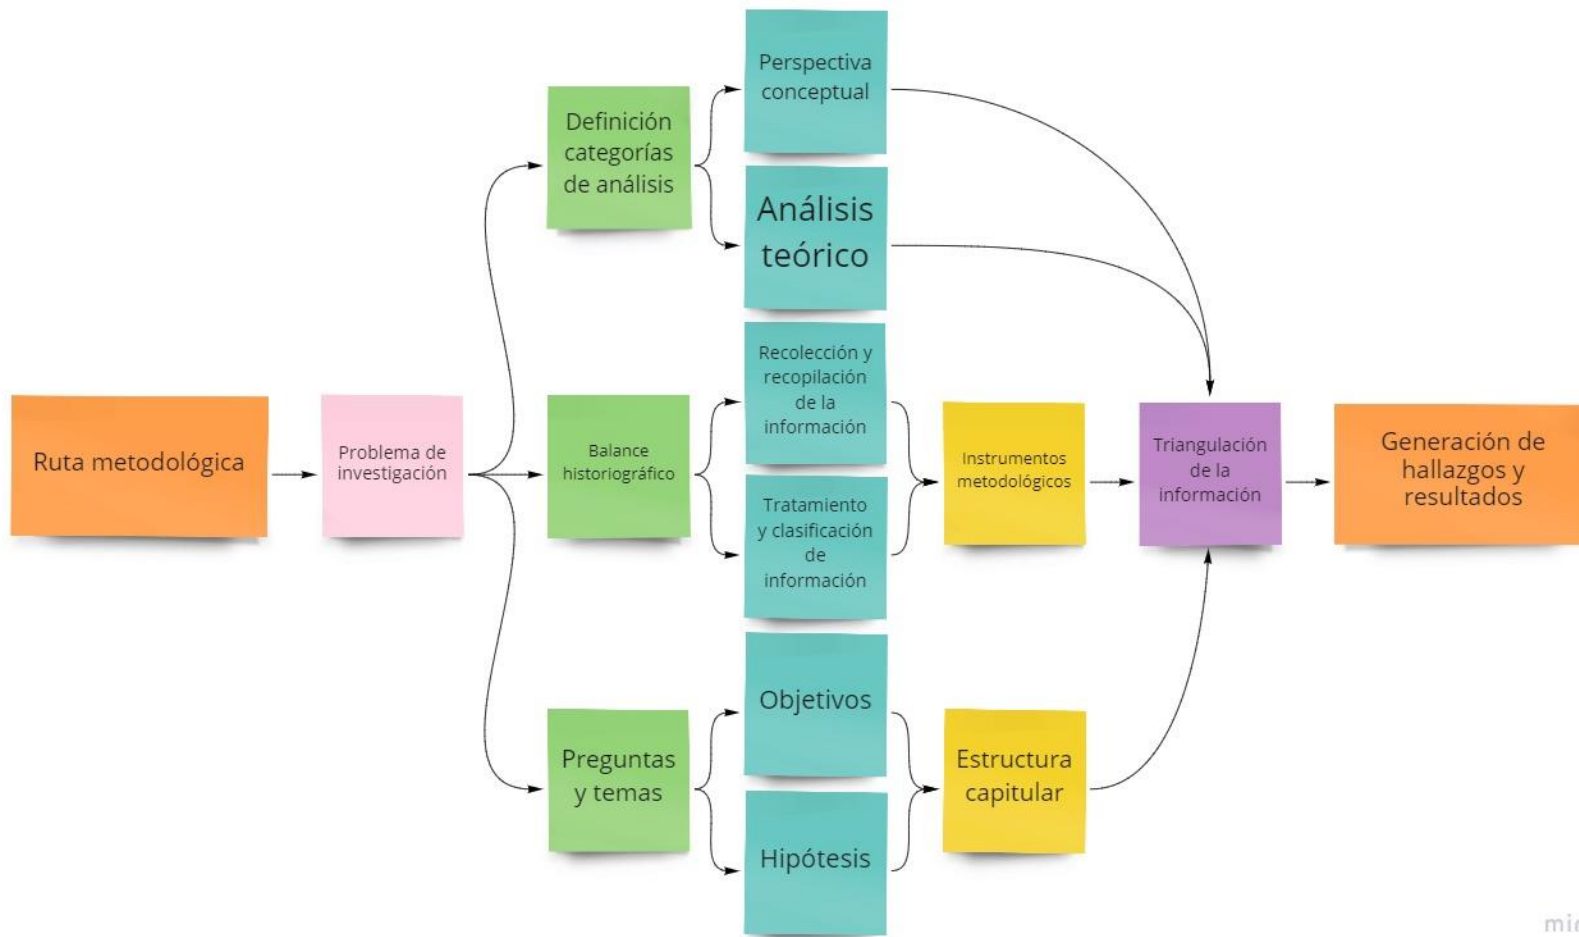 Perspectiva
conceptual
Definición
categorías
de análisis
Análisis
teórico
Recolección y
recopilación
de la
información
Ruta metodológica
Problema de
investigación
Balance
historiográfico
Instrumentos
metodológicos
Triangulación
de la
información
Generación de
hallazgos y
resultados
Tratamiento
y clasificación
de
información
Objetivos
Preguntas
y temas
Estructura
capitular
Hipótesis